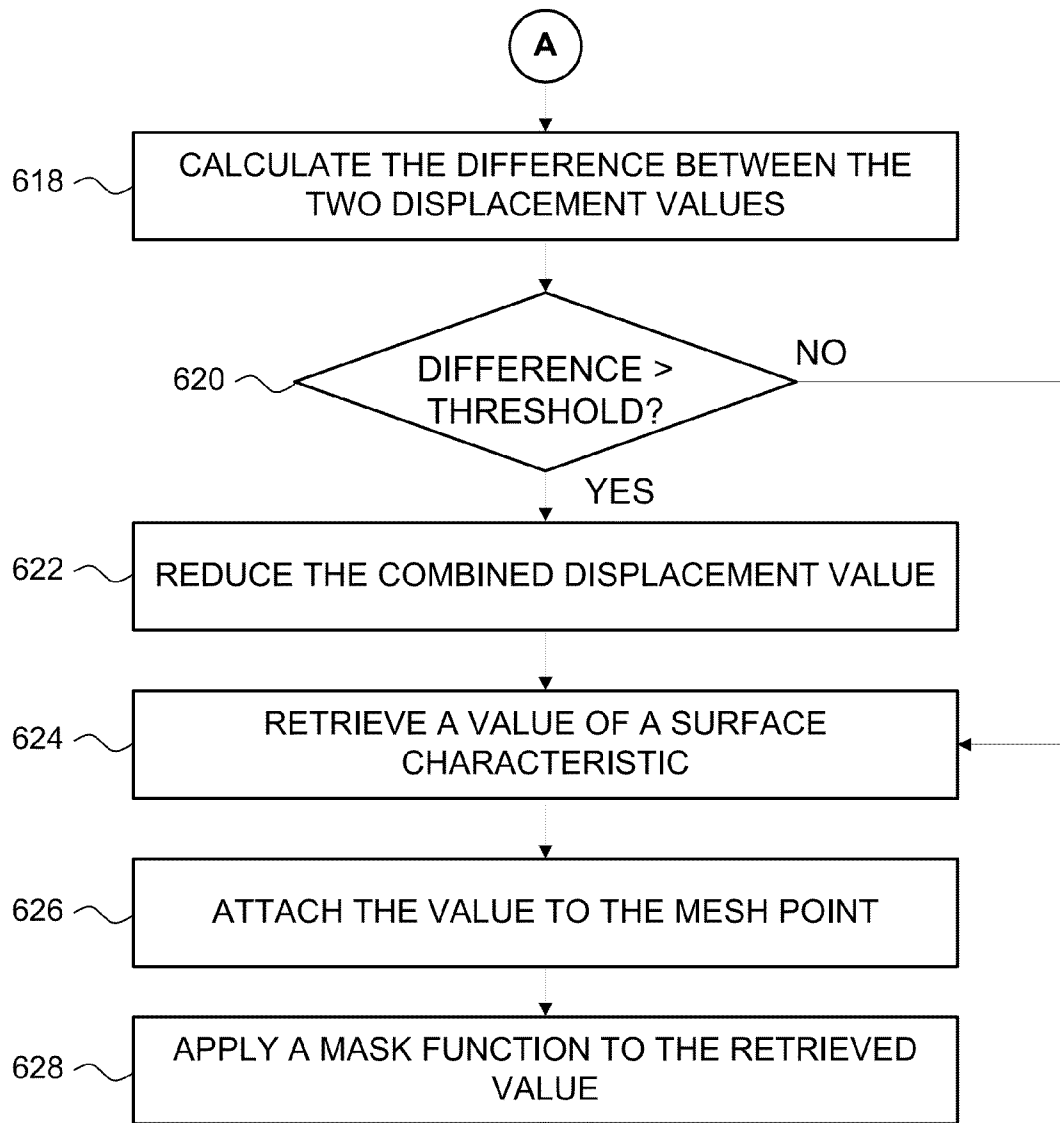 A
618
CALCULATE THE DIFFERENCE BETWEEN THE
TWO DISPLACEMENT VALUES
620
DIFFERENCE >
THRESHOLD?
NO
YES
622
REDUCE THE COMBINED DISPLACEMENT VALUE
624
RETRIEVE A VALUE OF A SURFACE
CHARACTERISTIC
626
ATTACH THE VALUE TO THE MESH POINT
628
APPLY A MASK FUNCTION TO THE RETRIEVED
VALUE